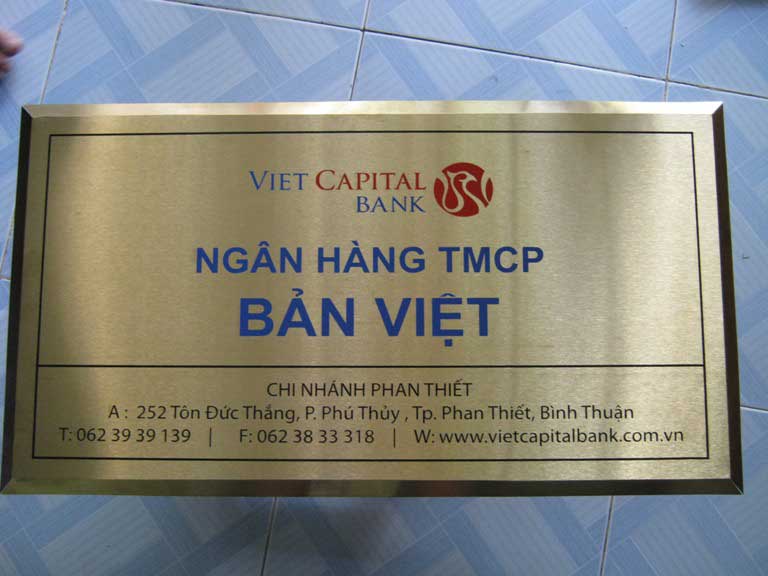 VIET CAPITAL
BANK
NGÂN HÀNG TMCP
BẢN VIỆT
CHI NHÁNH PHAN THIẾT
A : 252 Tôn Đức Thắng, P. Phú Thủy , Tp. Phan Thiết, Bình Thuận
T: 062 39 39 139 | F: 062 38 33 318 | W: www.vietcapitalbank.com.vn